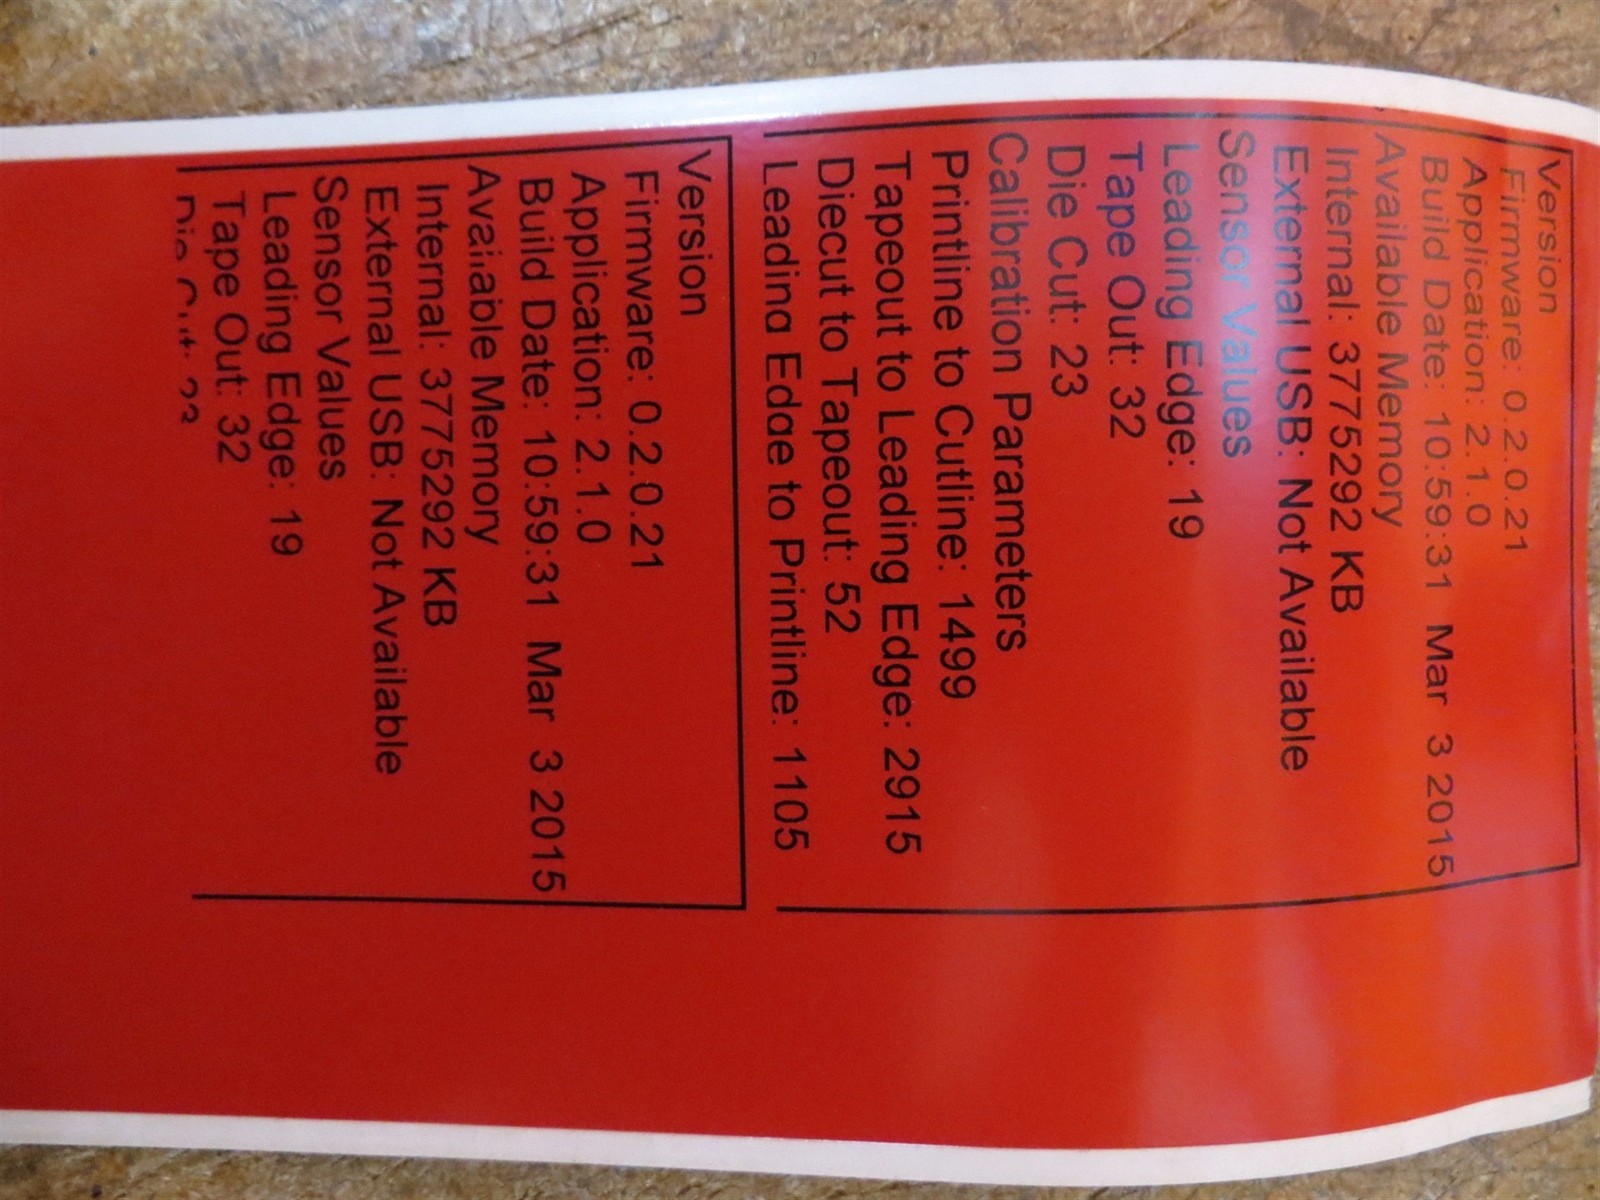 Version
Firmware: 0.2.0.21
Application: 2.1.0
Build Date: 10:59:31 Mar 3 2015
Available Memory
Internal: 3775292 KB
External USB: Not Available
Sensor Values
Leading Edge: 19
Tape Out: 32
Die Cut: 23
Calibration Parameters
Printline to Cutline: 1499
Tapeout to Leading Edge: 2915
Diecut to Tapeout: 52
Leading Edge to Printline: 1105
Version
Firmware: 0.2.0.21
Application: 2.1.0
Build Date: 10:59:31 Mar 3 2015
Available Memory
Internal: 3775292 KB
External USB: Not Available
Sensor Values
Leading Edge: 19
Tape Out: 32
Die Cut: 23